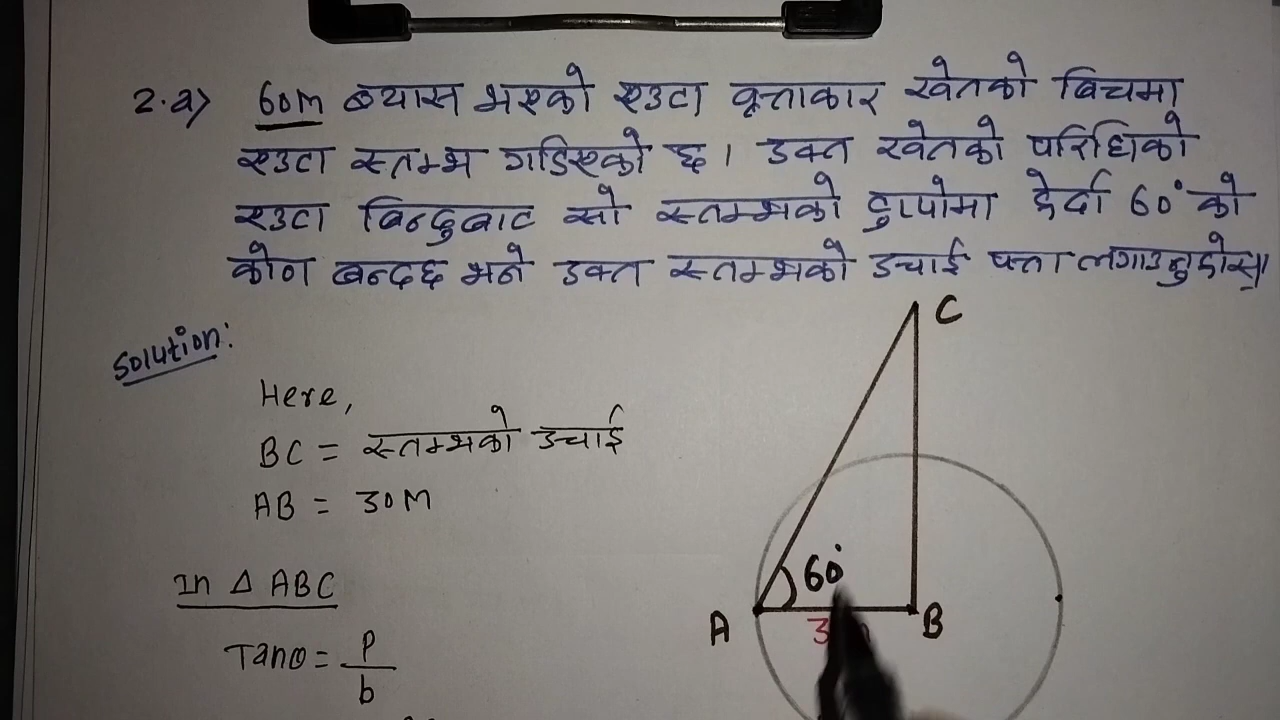 2.a) 60m ब्यास भएको एउटा वृत्ताकार खेतको बिचमा
एउटा स्तम्भ गाडिएको छ। उक्त खेतको परिधिको
एउटा बिन्दुबाट सो स्तम्भको टुप्पोमा हेर्दा 60° को
कोण बन्दछ भने उक्त स्तम्भको उचाई पत्ता लगाउनुहोस्।
Solution:
Here,
BC = स्तम्भको उचाई
AB = 30M
In Δ ABC
Tanθ = p
b
C
60°
A
B